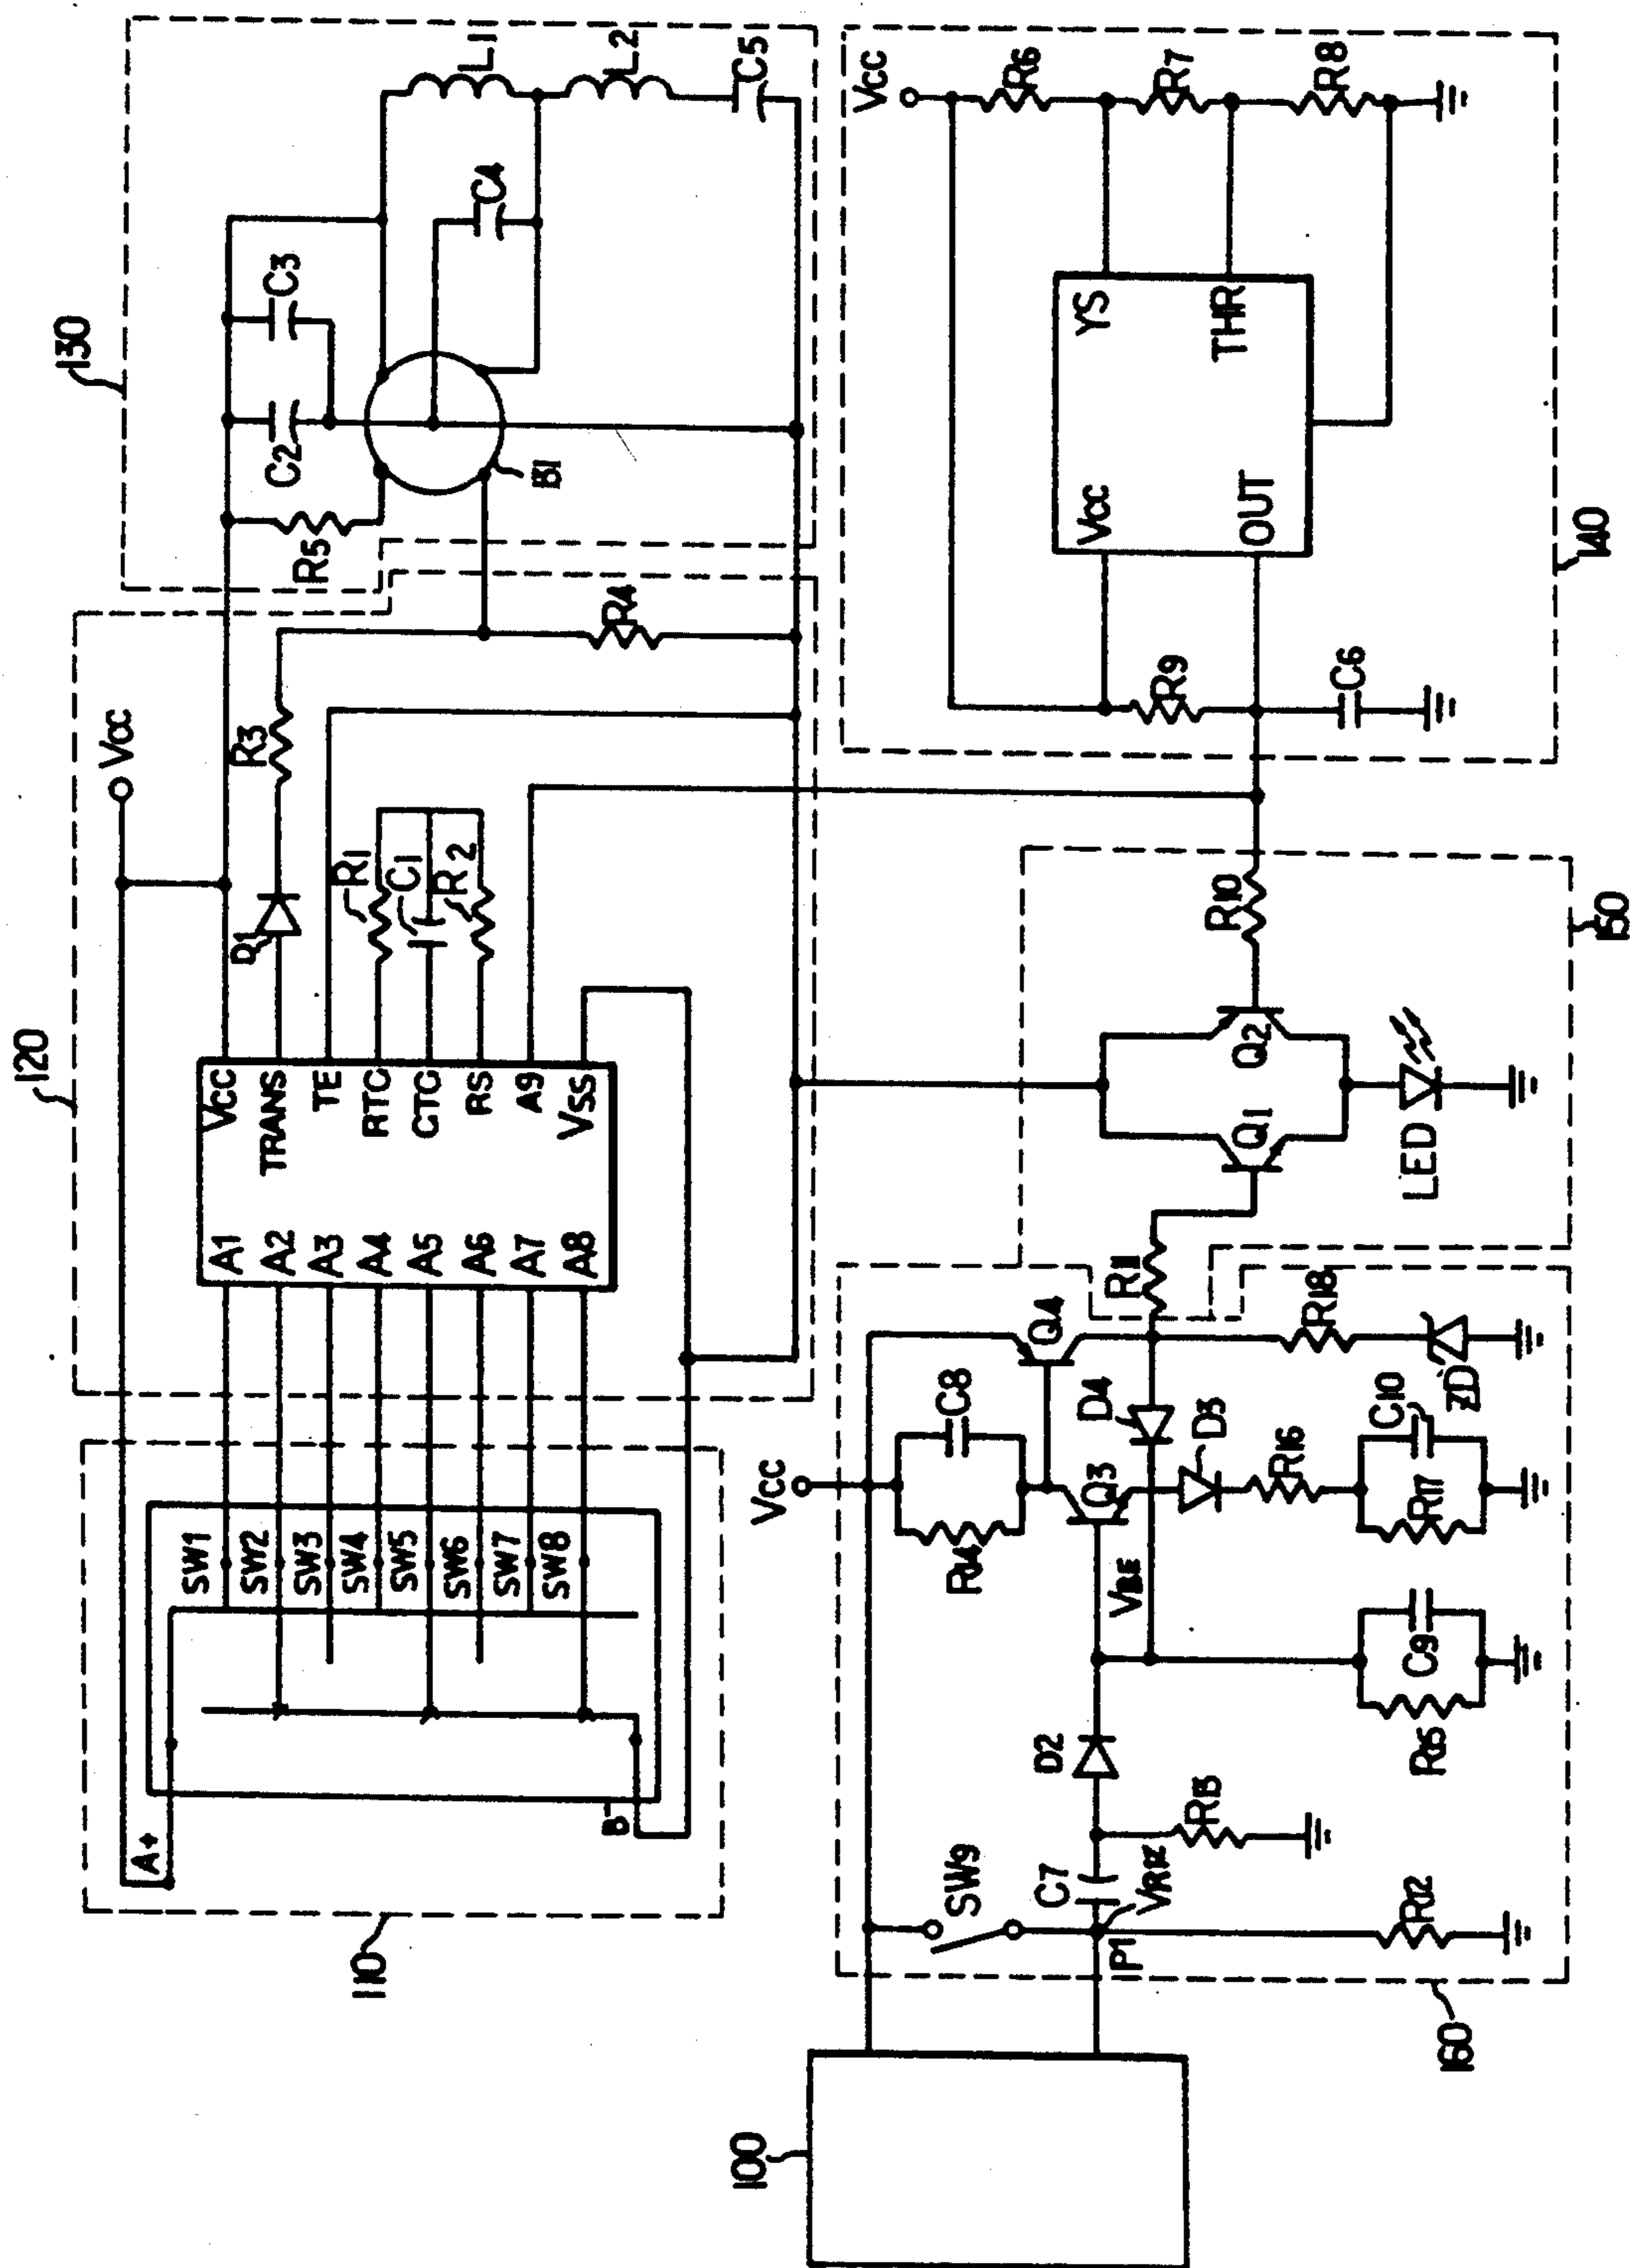 130
C2
C3
R5
B1
C4
L1
L2
C5
120
VCC
VCC
TRANS
TE
RTC
CTC
RS
A9
VSS
A1
A2
A3
A4
A5
A6
A7
A8
D1
R3
R1
C1
R2
R4
110
A+
B-
SW1
SW2
SW3
SW4
SW5
SW6
SW7
SW8
140
VCC
R6
R7
R8
VCC
YS
OUT
THR
R9
C6
150
R10
Q2
Q1
LED
R11
160
VCC
SW9
C7
P1
VR12
R12
R13
D2
VBE
R14
C8
Q3
Q4
D4
D3
R15
C9
R16
R17
C10
R18
ZD
100